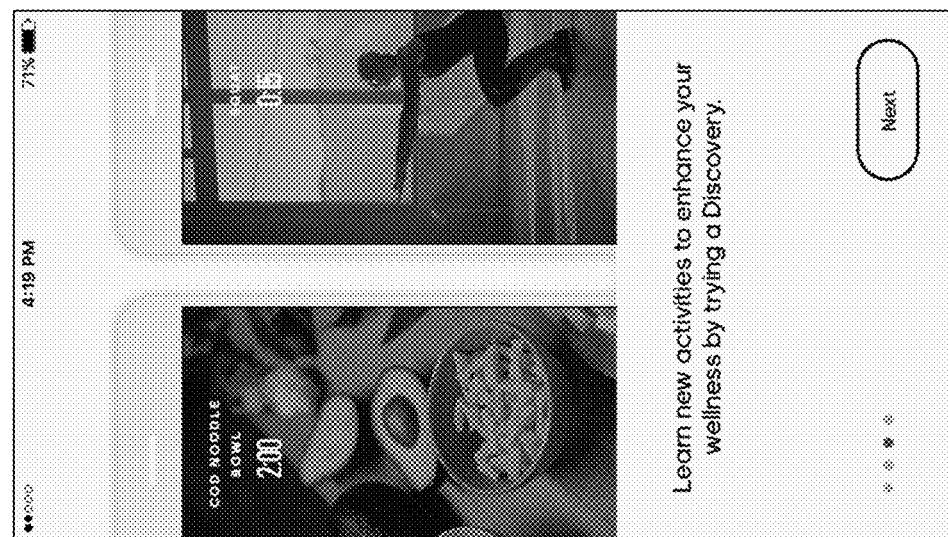 4:19 PM
71%
COD NOODLE
BOWL
2:00
Learn new activities to enhance your
wellness by trying a Discovery.
Next